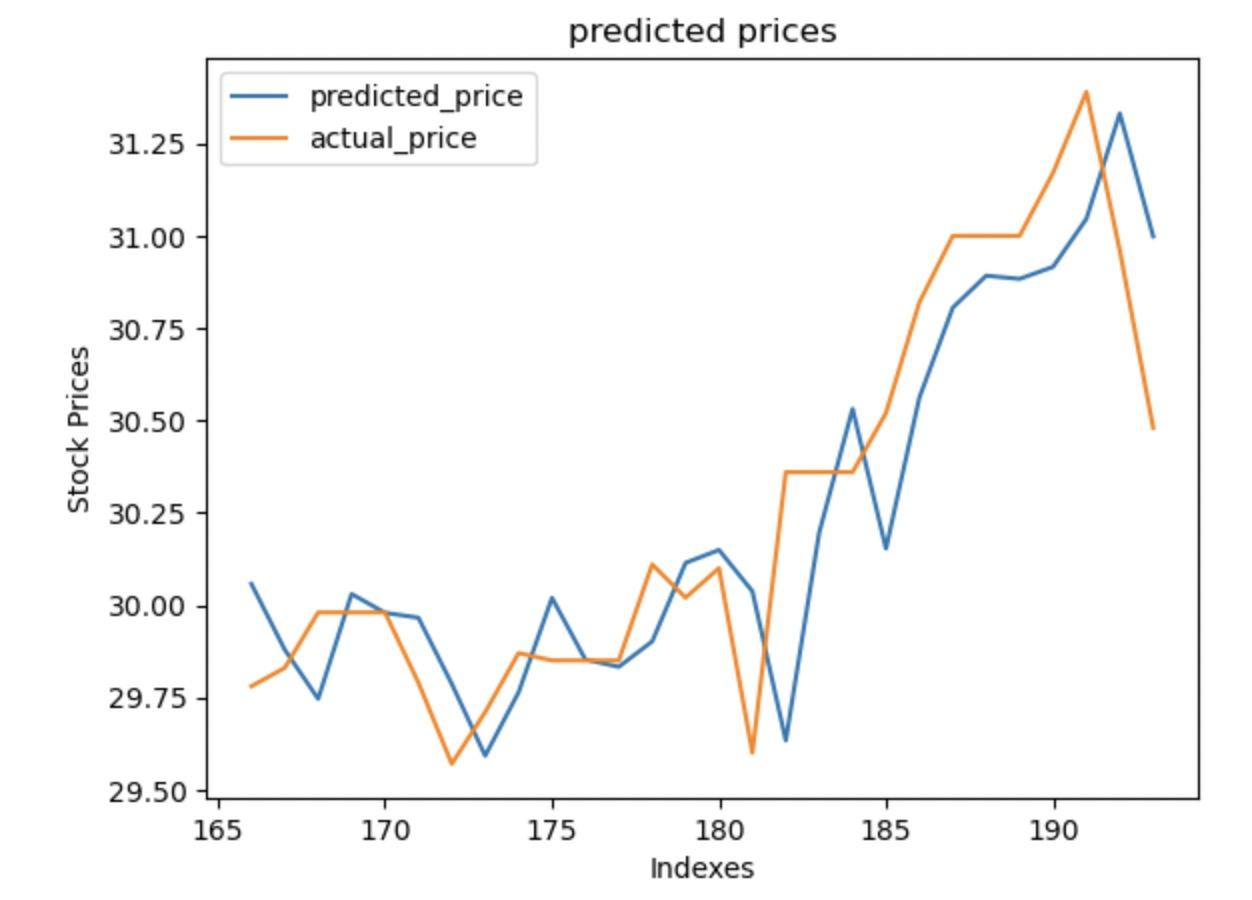 predicted prices
predicted_price
actual_price
31.25
31.00
30.75
30.50
30.25
30.00
29.75
29.50
Stock Prices
165 170 175 180 185 190
Indexes